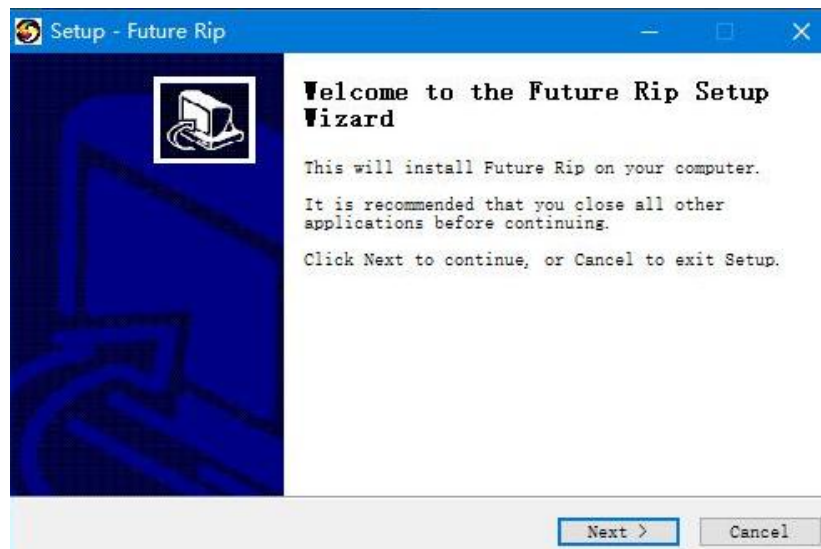 Setup - Future Rip
Welcome to the Future Rip Setup
Wizard
This will install Future Rip on your computer.
It is recommended that you close all other
applications before continuing.
Click Next to continue, or Cancel to exit Setup.
Next >
Cancel